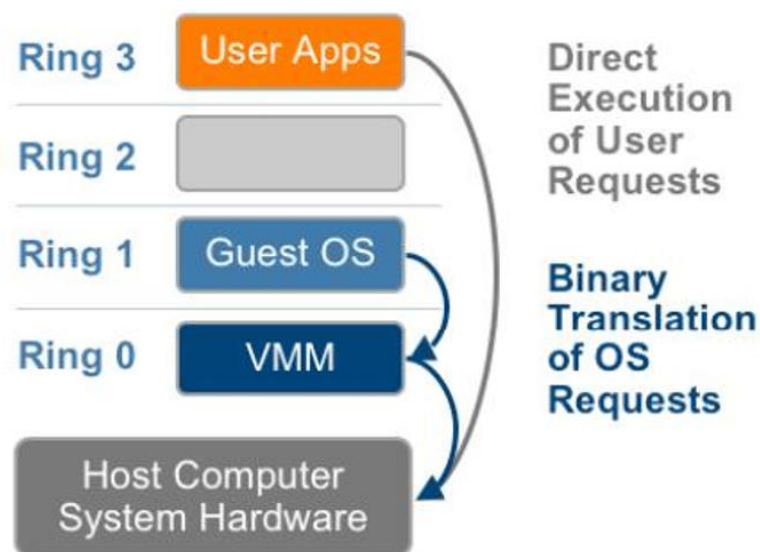 Ring 3
User Apps
Direct
Execution
of User
Requests
Ring 2
Ring 1
Guest OS
Binary
Translation
of OS
Requests
Ring 0
VMM
Host Computer
System Hardware